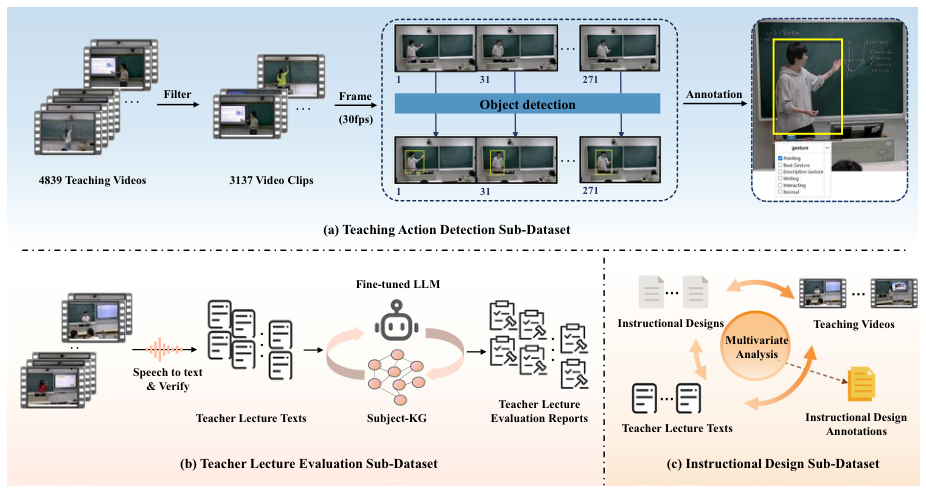 4839 Teaching Videos
Filter
3137 Video Clips
Frame
(30fps)
1
31
271
Object detection
1
31
271
Annotation
gesture
Pointing
Beat Gesture
Description Gesture
Writing
Interacting
Normal
(a) Teaching Action Detection Sub-Dataset
Speech to text
& Verify
Teacher Lecture Texts
Fine-tuned LLM
Subject-KG
Teacher Lecture
Evaluation Reports
(b) Teacher Lecture Evaluation Sub-Dataset
Instructional Designs
Teaching Videos
Multivariate
Analysis
Teacher Lecture Texts
Instructional Design
Annotations
(c) Instructional Design Sub-Dataset